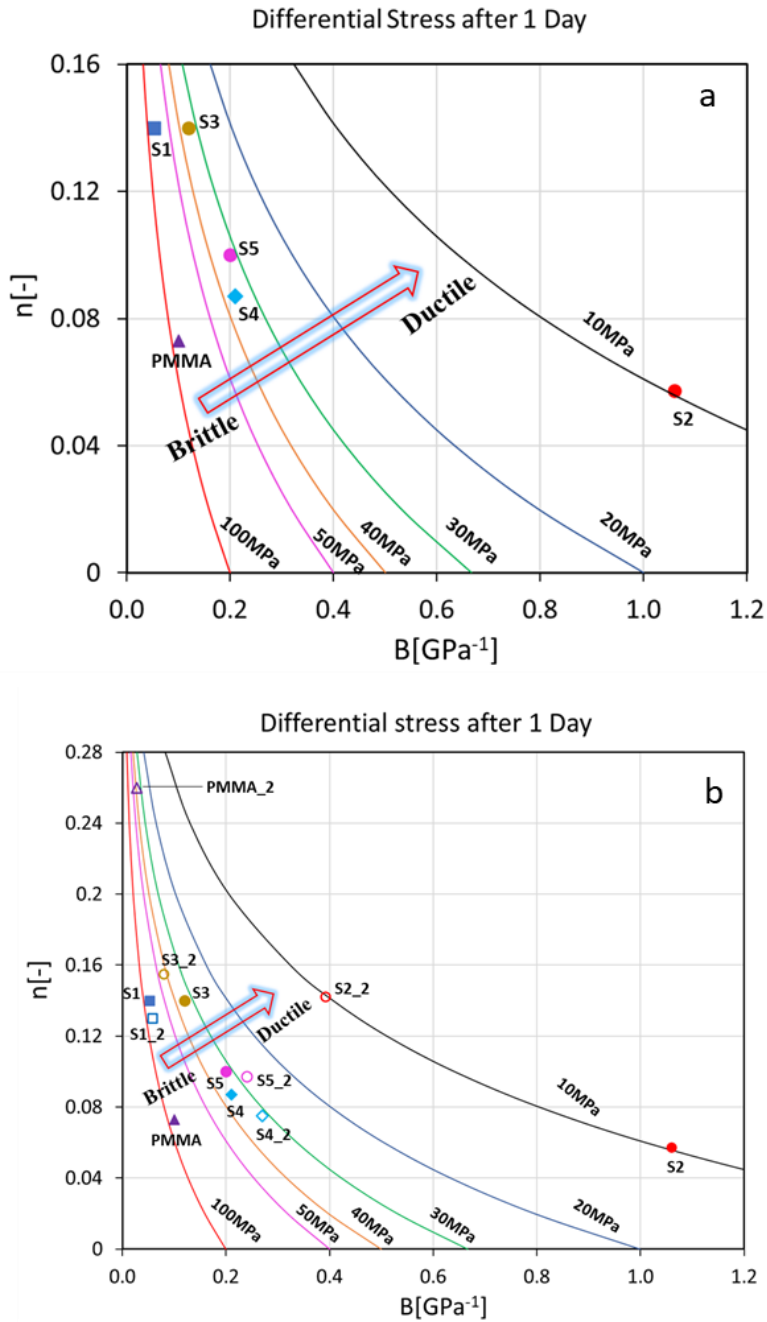 Differential Stress after 1 Day
a
0.16
0.12
0.08
0.04
0
n[-]
S1
S3
S5
S4
PMMA
S2
Brittle
Ductile
100MPa
50MPa
40MPa
30MPa
20MPa
10MPa
0.0 0.2 0.4 0.6 0.8 1.0 1.2
B[GPa-1]
Differential stress after 1 Day
b
0.28
0.24
0.2
0.16
0.12
0.08
0.04
0
n[-]
PMMA_2
S3_2
S1
S3
S1_2
S2_2
Brittle
Ductile
S5
S5_2
S4
S4_2
PMMA
S2
100MPa
50MPa
40MPa
30MPa
20MPa
10MPa
0.0 0.2 0.4 0.6 0.8 1.0 1.2
B[GPa-1]